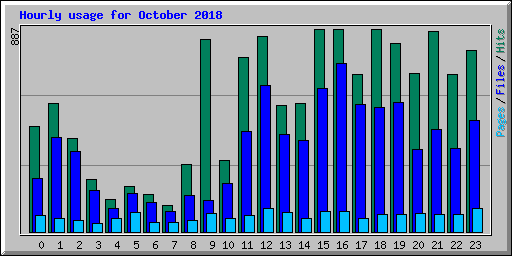 Hourly usage for October 2018
887
Pages / Files / Hits
0 1 2 3 4 5 6 7 8 9 10 11 12 13 14 15 16 17 18 19 20 21 22 23